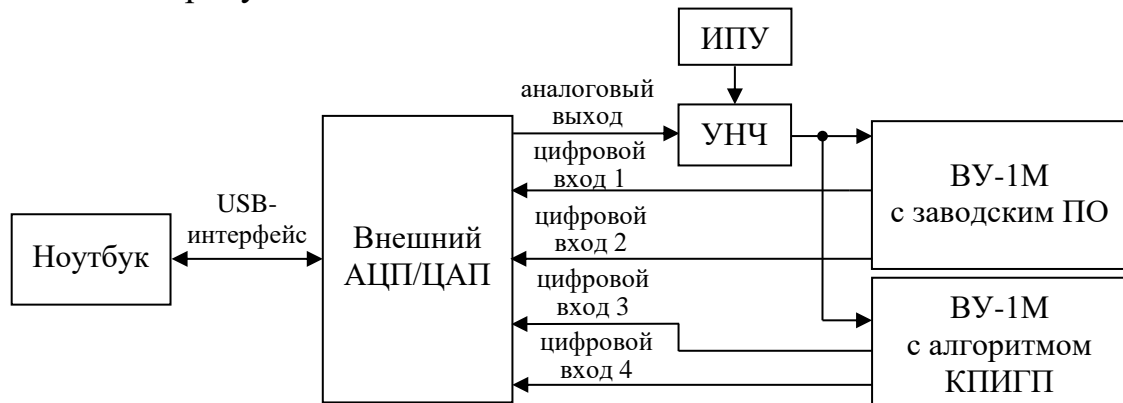 ИПУ
аналоговый
выход
УНЧ
цифровой
вход 1
ВУ-1М
с заводским ПО
USB-
интерфейс
цифровой
вход 2
Ноутбук
Внешний
АЦП/ЦАП
цифровой
вход 3
ВУ-1М
с алгоритмом
КПИГП
цифровой
вход 4